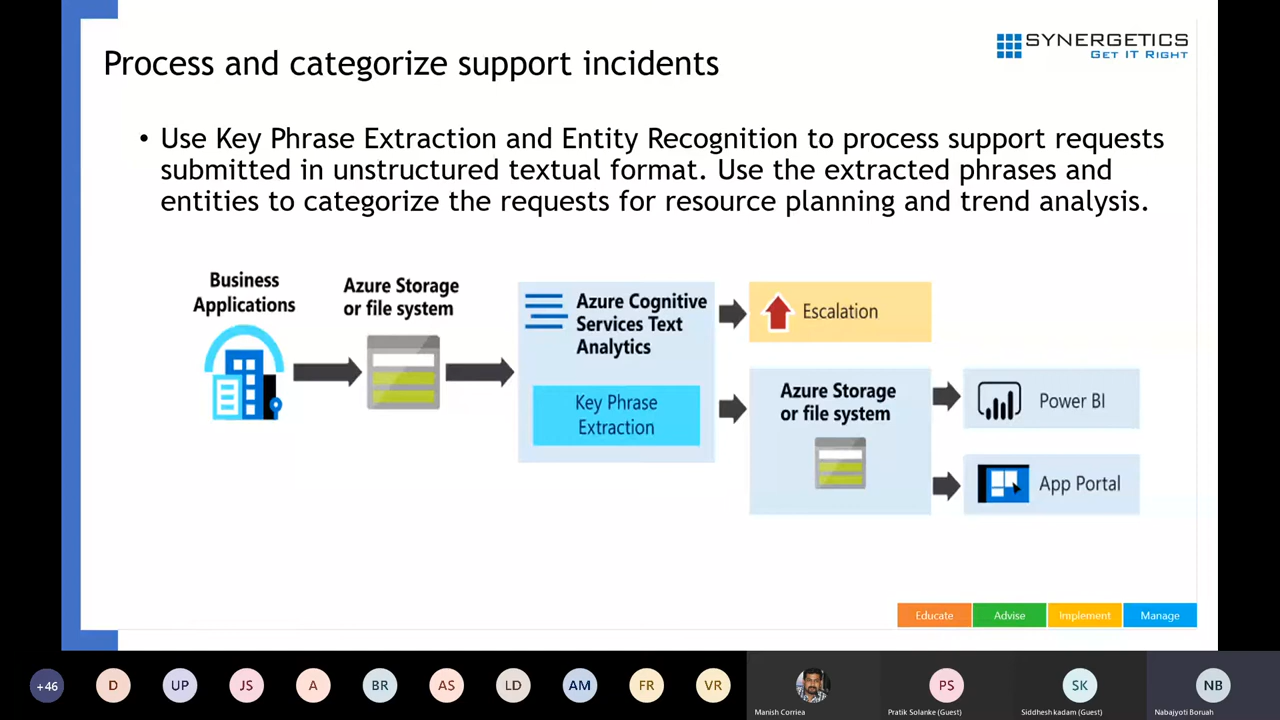 Process and categorize support incidents
SYNERGETICS
GET IT RIGHT
• Use Key Phrase Extraction and Entity Recognition to process support requests
submitted in unstructured textual format. Use the extracted phrases and
entities to categorize the requests for resource planning and trend analysis.
Business
Applications
Azure Storage
or file system
Azure Cognitive
Services Text
Analytics
Key Phrase
Extraction
Escalation
Azure Storage
or file system
Power BI
App Portal
Educate
Advise
Implement
Manage
+46
D
UP
JS
A
BR
AS
LD
AM
FR
VR
Manish Corriea
PS
Pratik Solanke (Guest)
SK
Siddhesh kadam (Guest)
NB
Nabajyoti Boruah